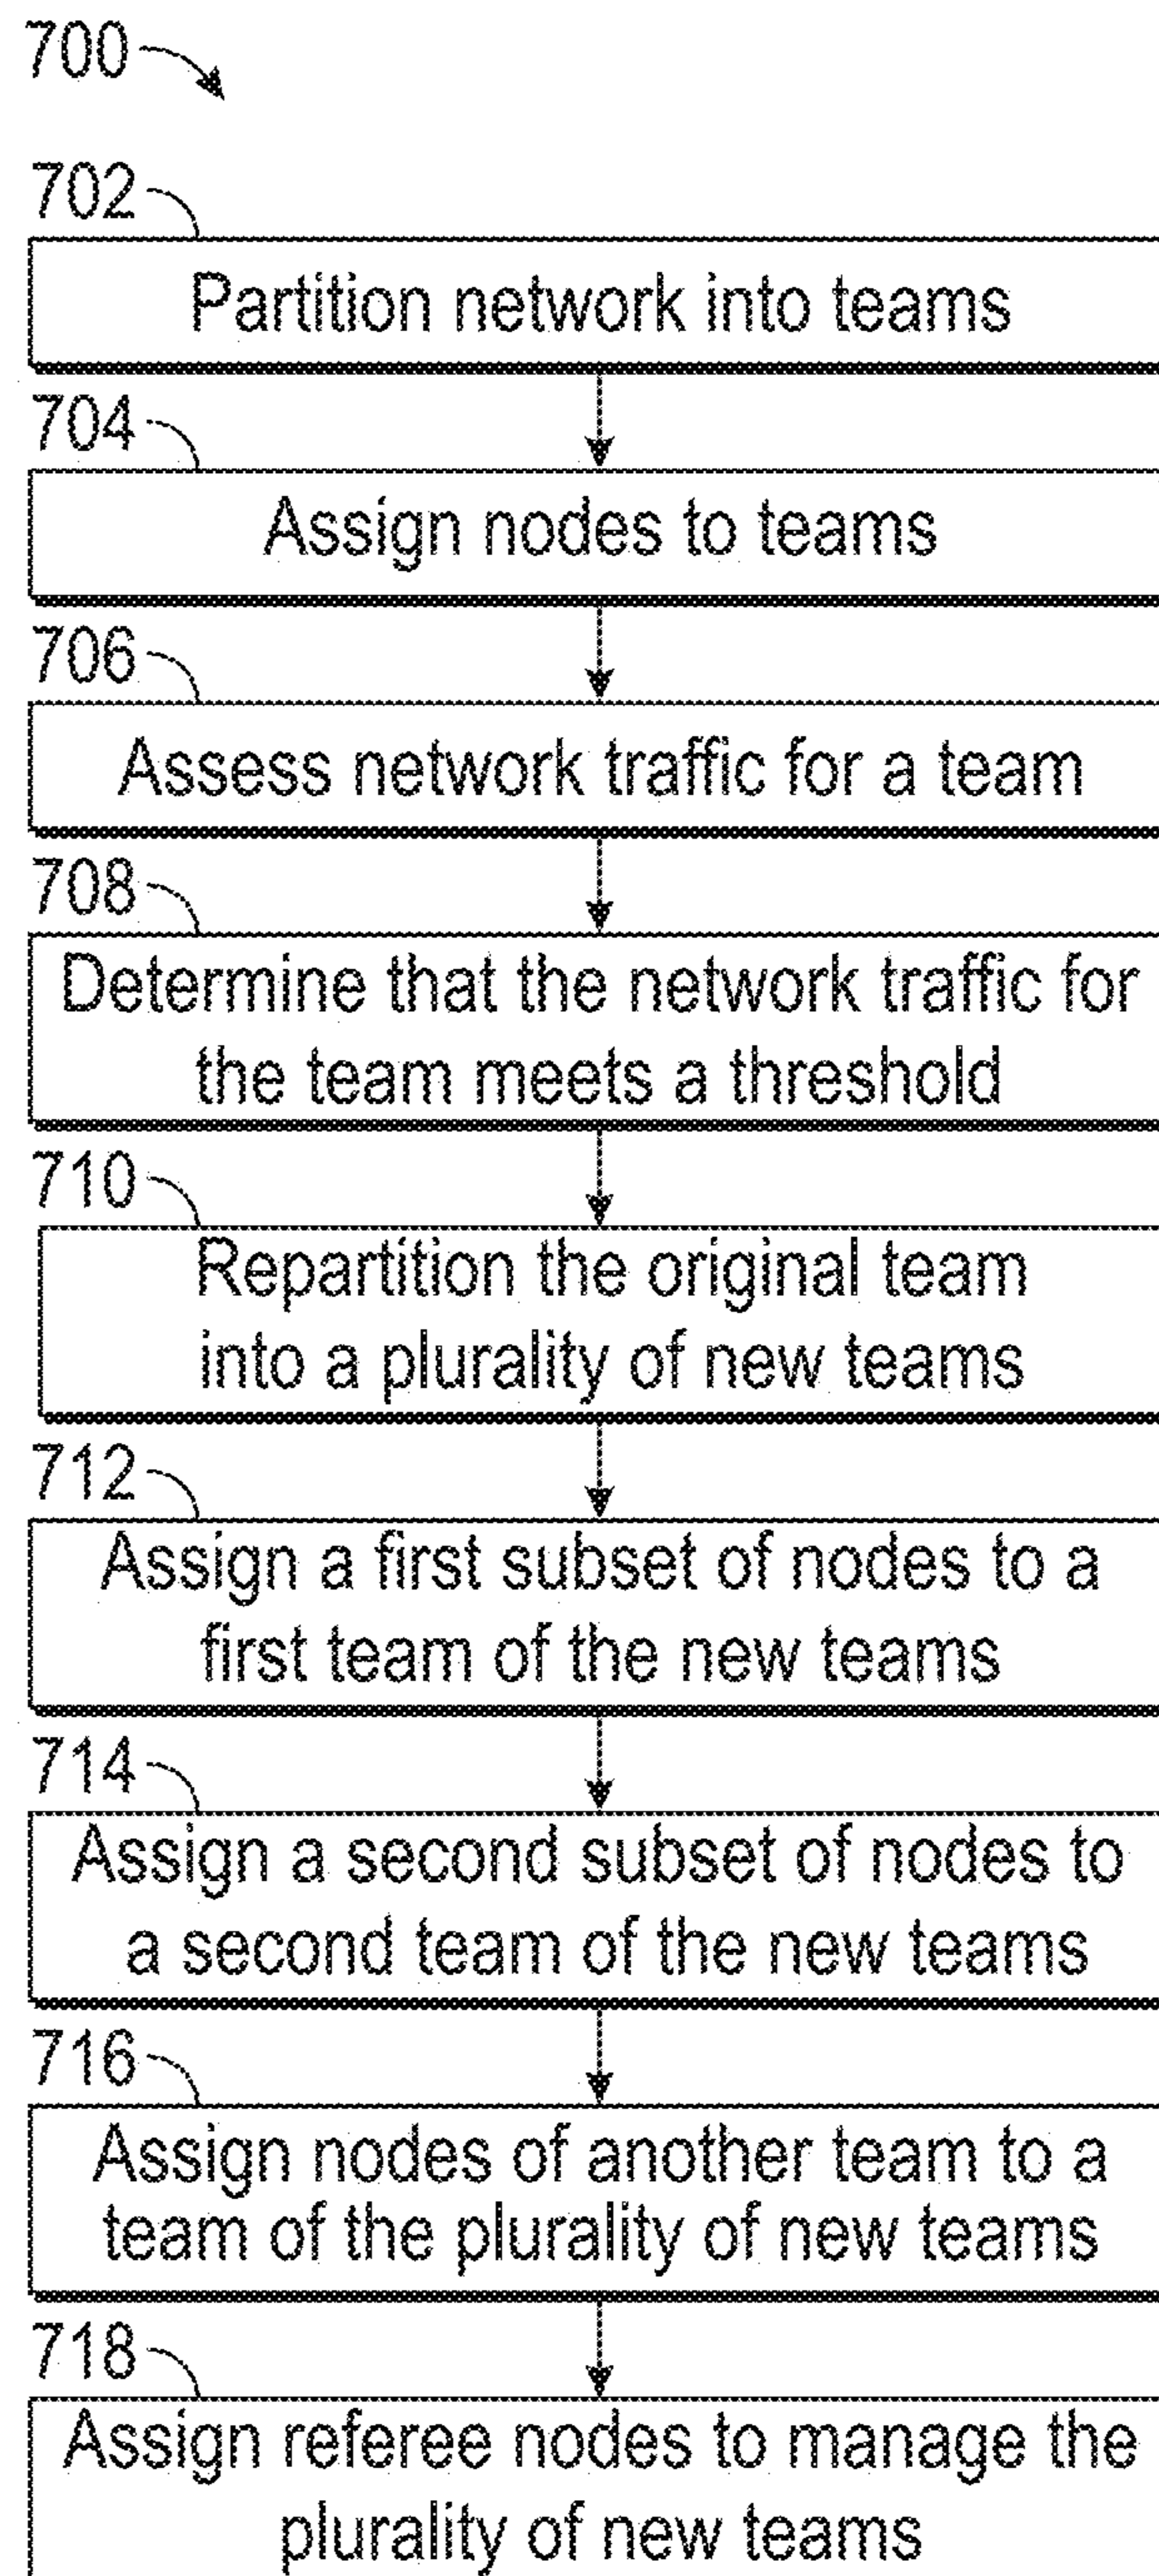 700
702
Partition network into teams
704
Assign nodes to teams
706
Assess network traffic for a team
708
Determine that the network traffic for
the team meets a threshold
710
Repartition the original team
into a plurality of new teams
712
Assign a first subset of nodes to a
first team of the new teams
714
Assign a second subset of nodes to
a second team of the new teams
716
Assign nodes of another team to a
team of the plurality of new teams
718
Assign referee nodes to manage the
plurality of new teams